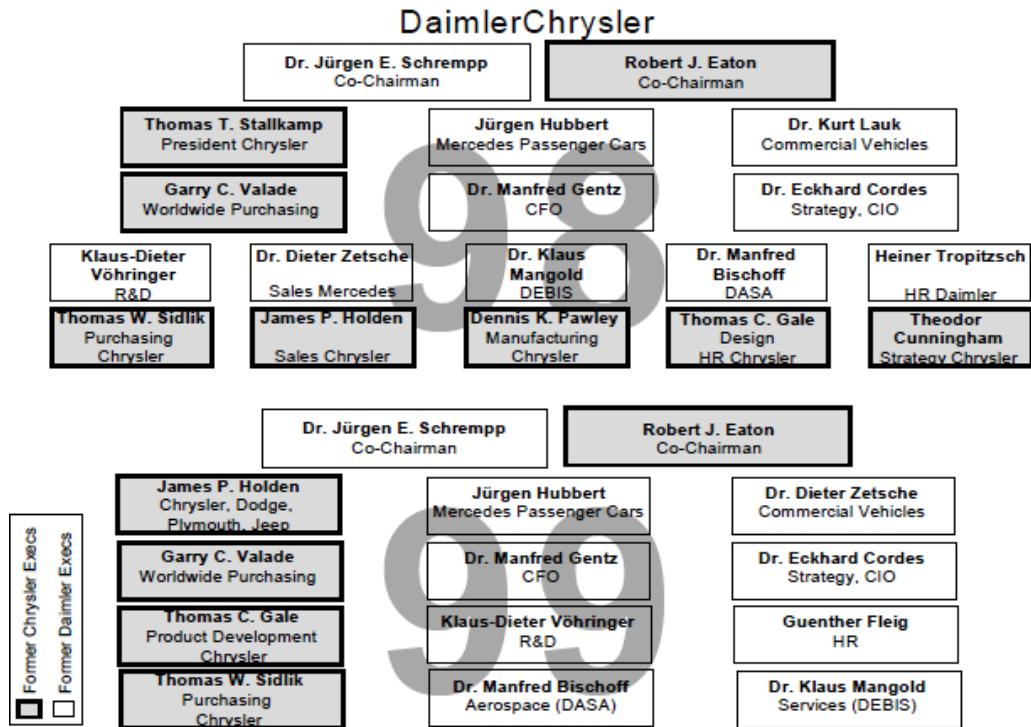 DaimlerChrysler
Dr. Jürgen E. Schrempp
Co-Chairman
Robert J. Eaton
Co-Chairman
Thomas T. Stallkamp
President Chrysler
Jürgen Hubbert
Mercedes Passenger Cars
Dr. Kurt Lauk
Commercial Vehicles
Garry C. Valade
Worldwide Purchasing
Dr. Manfred Gentz
CFO
Dr. Eckhard Cordes
Strategy, CIO
98
Klaus-Dieter
Vöhringer
R&D
Dr. Dieter Zetsche
Sales Mercedes
Dr. Klaus
Mangold
DEBIS
Dr. Manfred
Bischoff
DASA
Heiner Tropitzsch
HR Daimler
Thomas W. Sidlik
Purchasing
Chrysler
James P. Holden
Sales Chrysler
Dennis K. Pawley
Manufacturing
Chrysler
Thomas C. Gale
Design
HR Chrysler
Theodor
Cunningham
Strategy Chrysler
Dr. Jürgen E. Schrempp
Co-Chairman
Robert J. Eaton
Co-Chairman
James P. Holden
Chrysler, Dodge,
Plymouth, Jeep
Jürgen Hubbert
Mercedes Passenger Cars
Dr. Dieter Zetsche
Commercial Vehicles
Garry C. Valade
Worldwide Purchasing
Dr. Manfred Gentz
CFO
Dr. Eckhard Cordes
Strategy, CIO
99
Thomas C. Gale
Product Development
Chrysler
Klaus-Dieter Vöhringer
R&D
Guenther Fleig
HR
Thomas W. Sidlik
Purchasing
Chrysler
Dr. Manfred Bischoff
Aerospace (DASA)
Dr. Klaus Mangold
Services (DEBIS)
Former Chrysler Execs
Former Daimler Execs